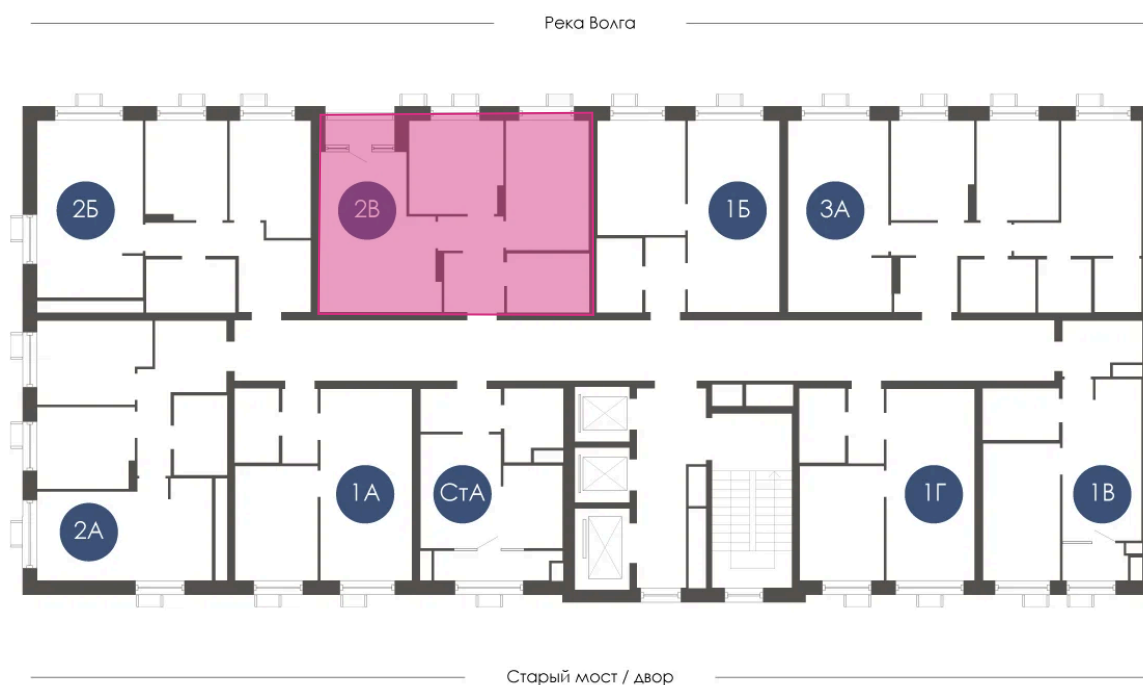 Река Волга
2Б
2В
1Б
3А
2А
1А
СтА
1Г
1В
Старый мост / двор